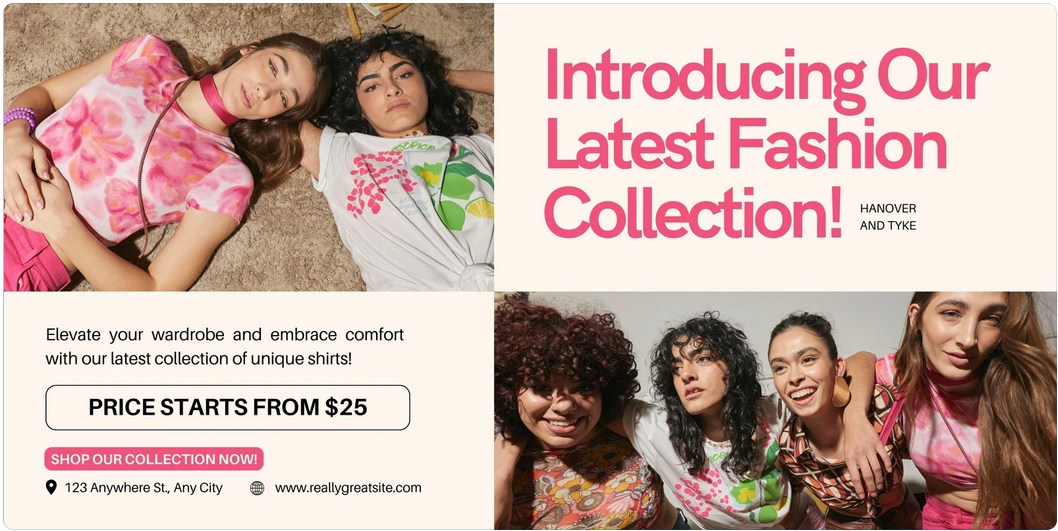 Introducing Our
Latest Fashion
Collection!
HANOVER
AND TYKE
Elevate your wardrobe and embrace comfort
with our latest collection of unique shirts!
PRICE STARTS FROM $25
SHOP OUR COLLECTION NOW!
123 Anywhere St., Any City
www.reallygreatsite.com
TROPICAL